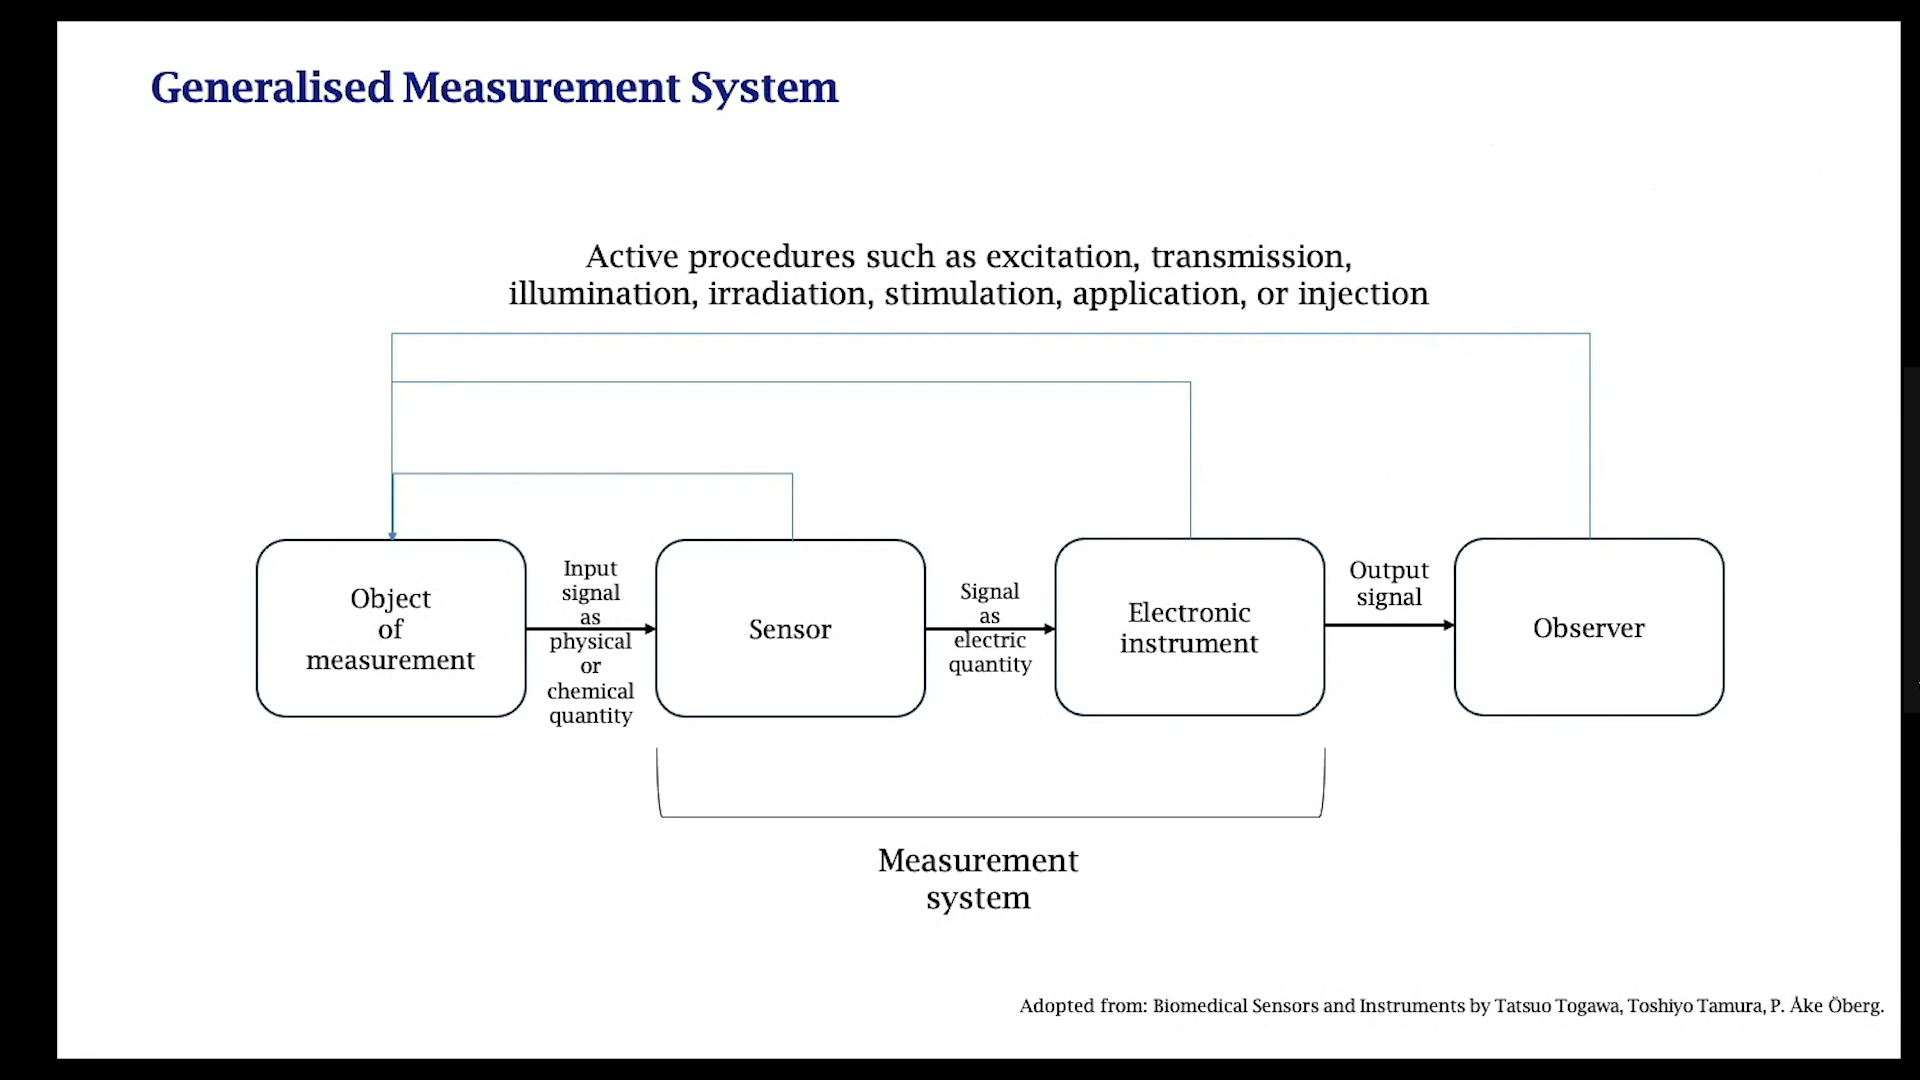 Generalised Measurement System
Active procedures such as excitation, transmission,
illumination, irradiation, stimulation, application, or injection
Object
of
measurement
Input
signal
as
physical
or
chemical
quantity
Sensor
Signal
as
electric
quantity
Electronic
instrument
Output
signal
Observer
Measurement
system
Adopted from: Biomedical Sensors and Instruments by Tatsuo Togawa, Toshiyo Tamura, P. Åke Öberg.